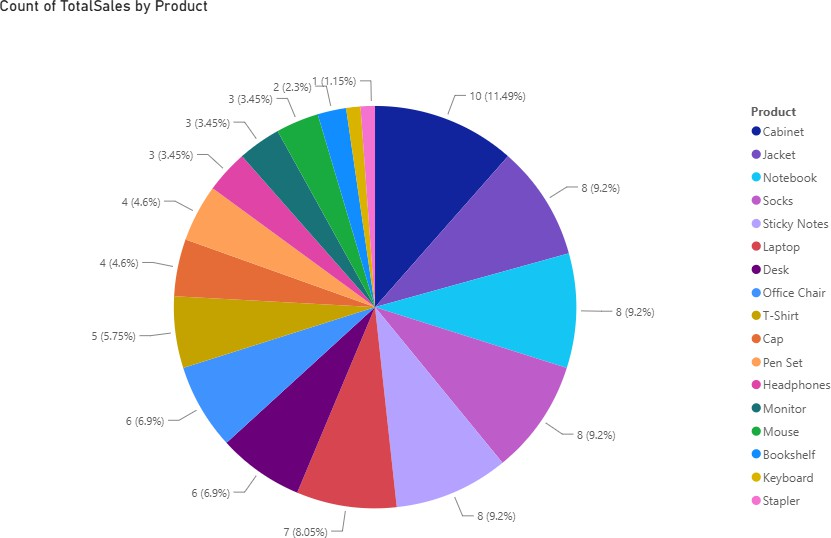 Count of TotalSales by Product
1 (1.15%)
2 (2.3%)
3 (3.45%)
3 (3.45%)
3 (3.45%)
4 (4.6%)
4 (4.6%)
5 (5.75%)
6 (6.9%)
6 (6.9%)
7 (8.05%)
8 (9.2%)
8 (9.2%)
8 (9.2%)
8 (9.2%)
10 (11.49%)
Product
Cabinet
Jacket
Notebook
Socks
Sticky Notes
Laptop
Desk
Office Chair
T-Shirt
Cap
Pen Set
Headphones
Monitor
Mouse
Bookshelf
Keyboard
Stapler